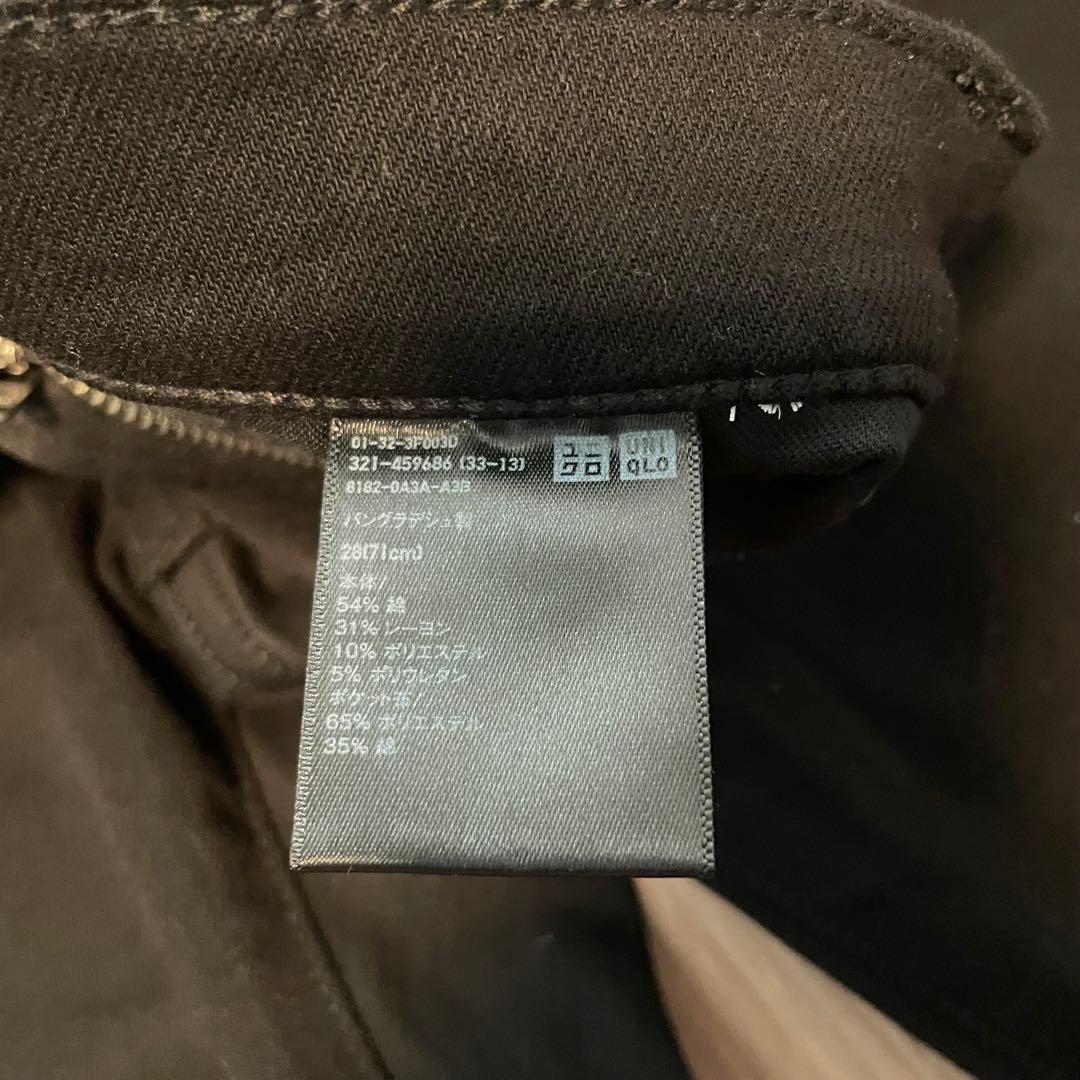 01-32-3F003D
321-459686 (33-13)
8182-0A3A-A3B
ユニ
クロ
UNI
QLO
バングラデシュ製
28(71cm)
本体/
54% 綿
31% レーヨン
10% ポリエステル
5% ポリウレタン
ポケット布/
65% ポリエステル
35% 綿